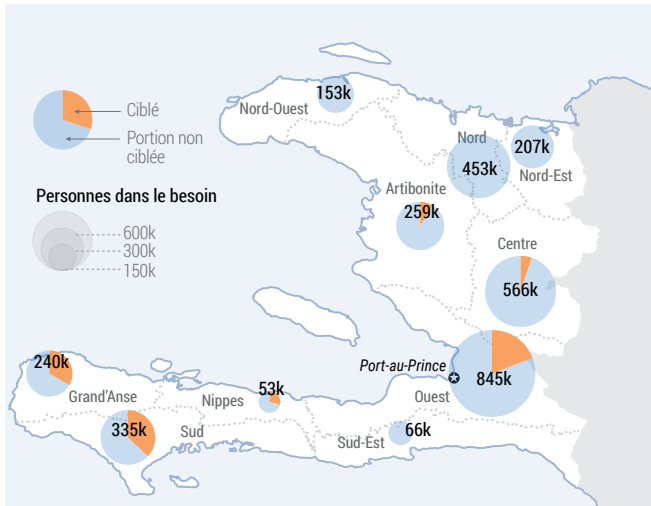 Ciblé
Portion non
ciblée
Personnes dans le besoin
600k
300k
150k
153k
Nord-Ouest
Nord
453k
207k
Nord-Est
Artibonite
259k
Centre
566k
Port-au-Prince
845k
Ouest
240k
Grand'Anse
53k
Nippes
335k
Sud
66k
Sud-Est